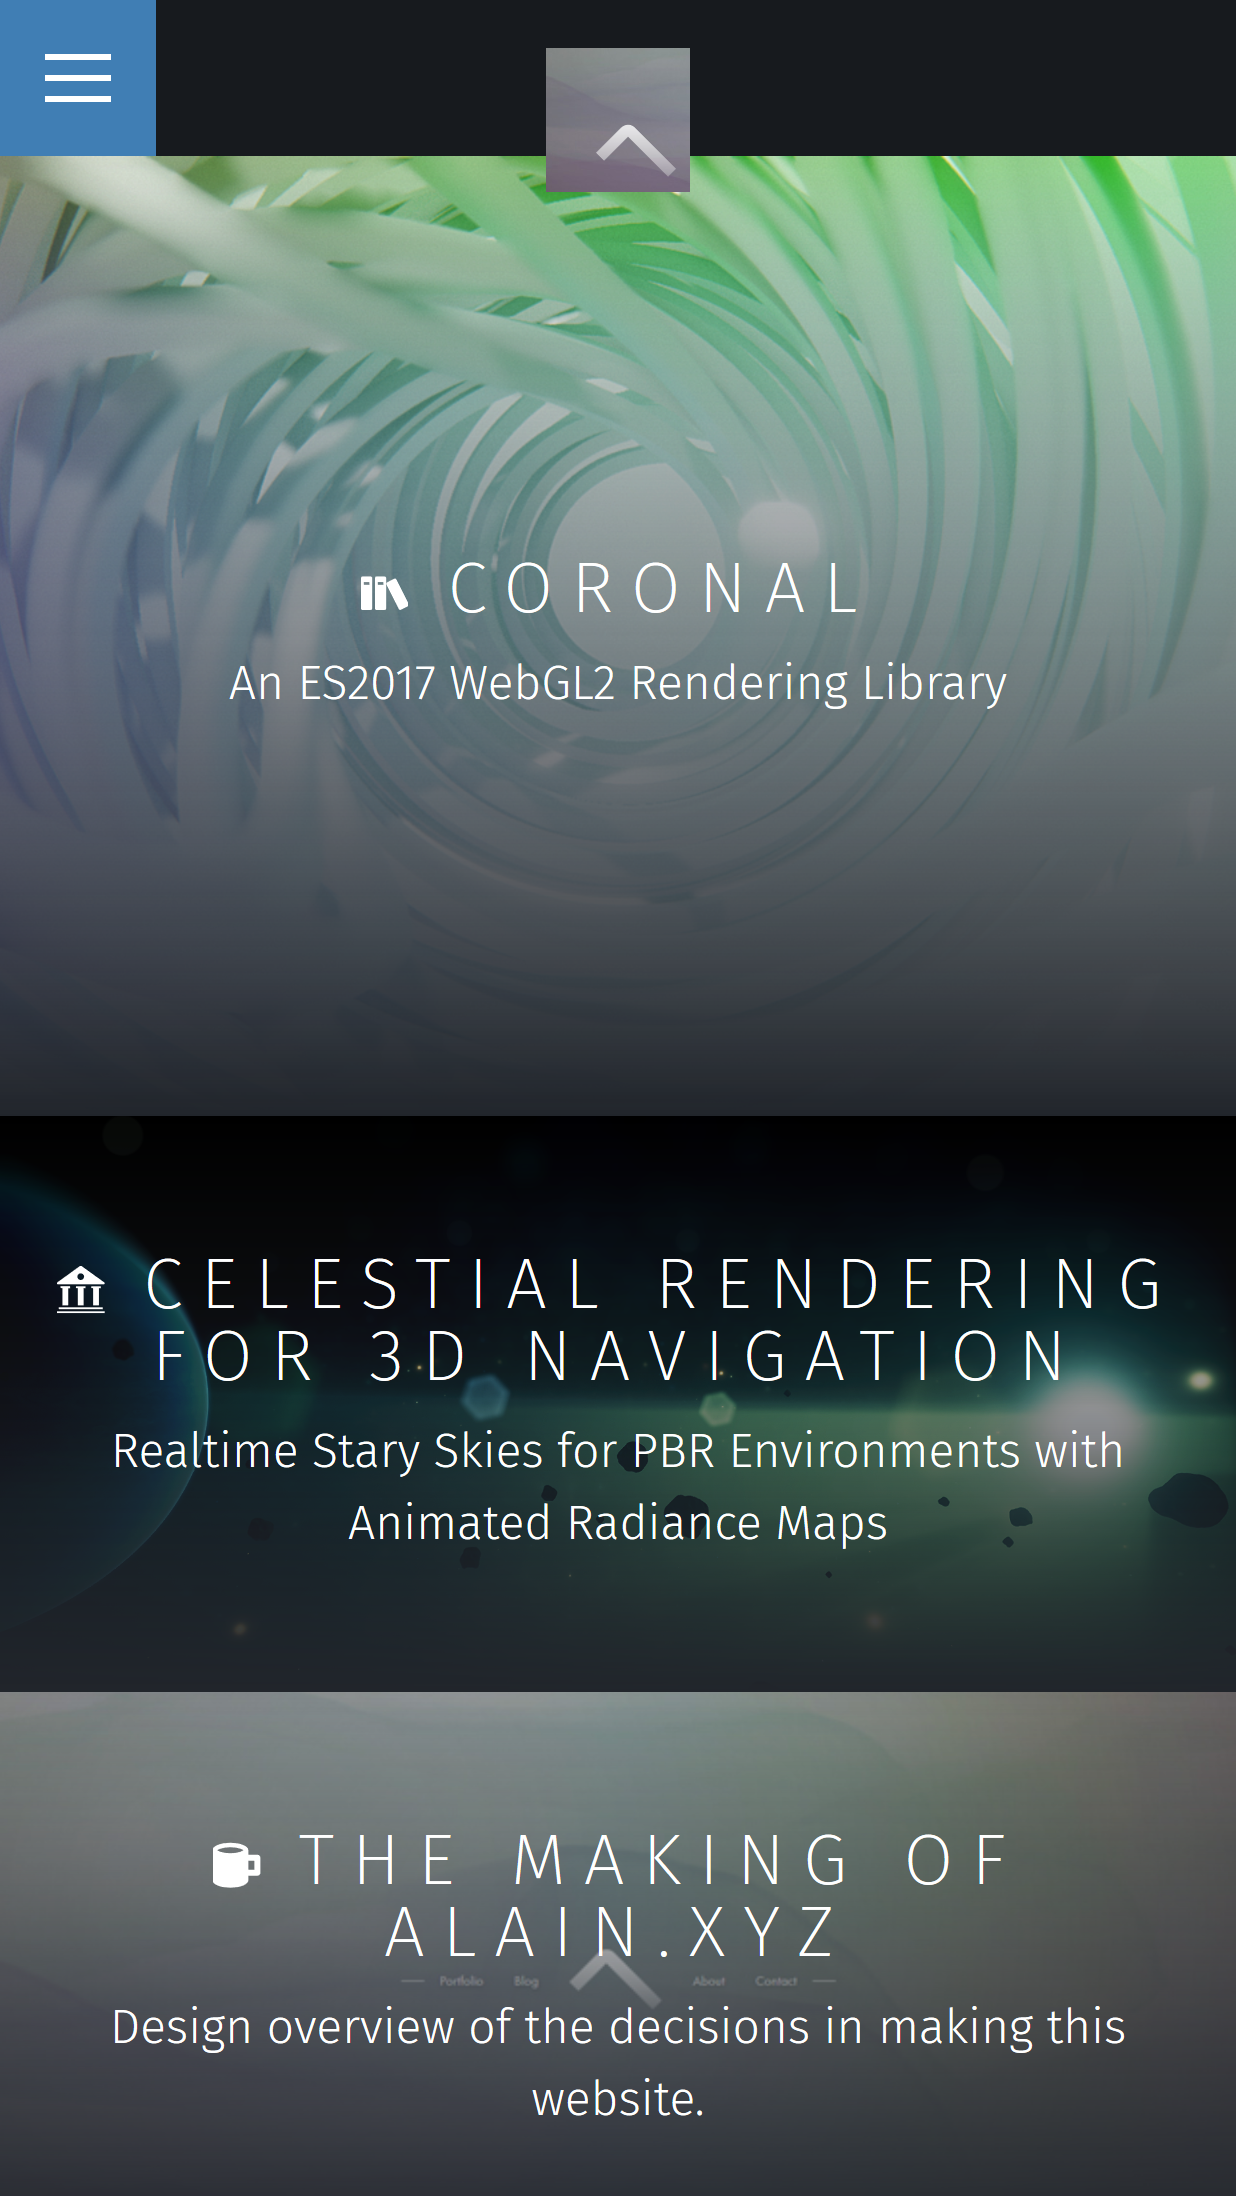 CORONAL
An ES2017 WebGL2 Rendering Library
CELESTIAL RENDERING
FOR 3D NAVIGATION
Realtime Stary Skies for PBR Environments with
Animated Radiance Maps
THE MAKING OF
ALAIN.XYZ
Portfolio Blog About Contact
Design overview of the decisions in making this
website.